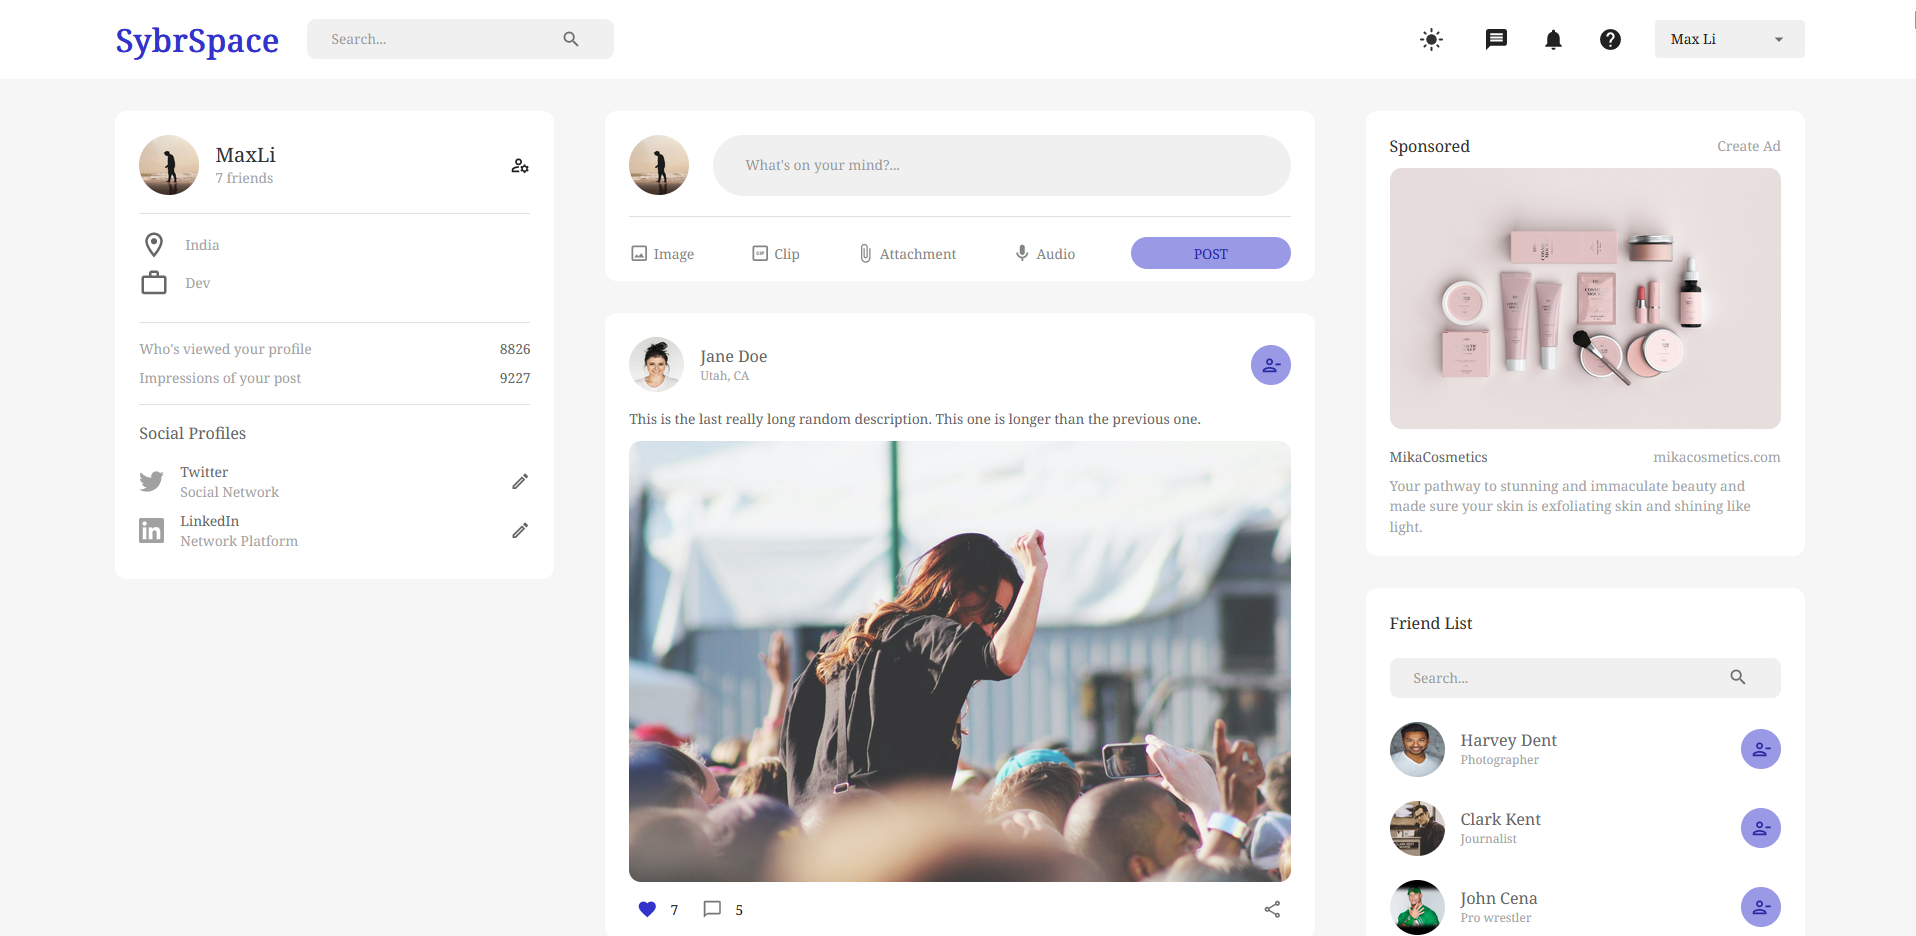 SybrSpace
Search...
Max Li
MaxLi
7 friends
India
Dev
Who's viewed your profile 8826
Impressions of your post 9227
Social Profiles
Twitter
Social Network
LinkedIn
Network Platform
What's on your mind?...
Image Clip Attachment Audio POST
Jane Doe
Utah, CA
This is the last really long random description. This one is longer than the previous one.
7 5
Sponsored Create Ad
MikaCosmetics mikacosmetics.com
Your pathway to stunning and immaculate beauty and
made sure your skin is exfoliating skin and shining like
light.
Friend List
Search...
Harvey Dent
Photographer
Clark Kent
Journalist
John Cena
Pro wrestler